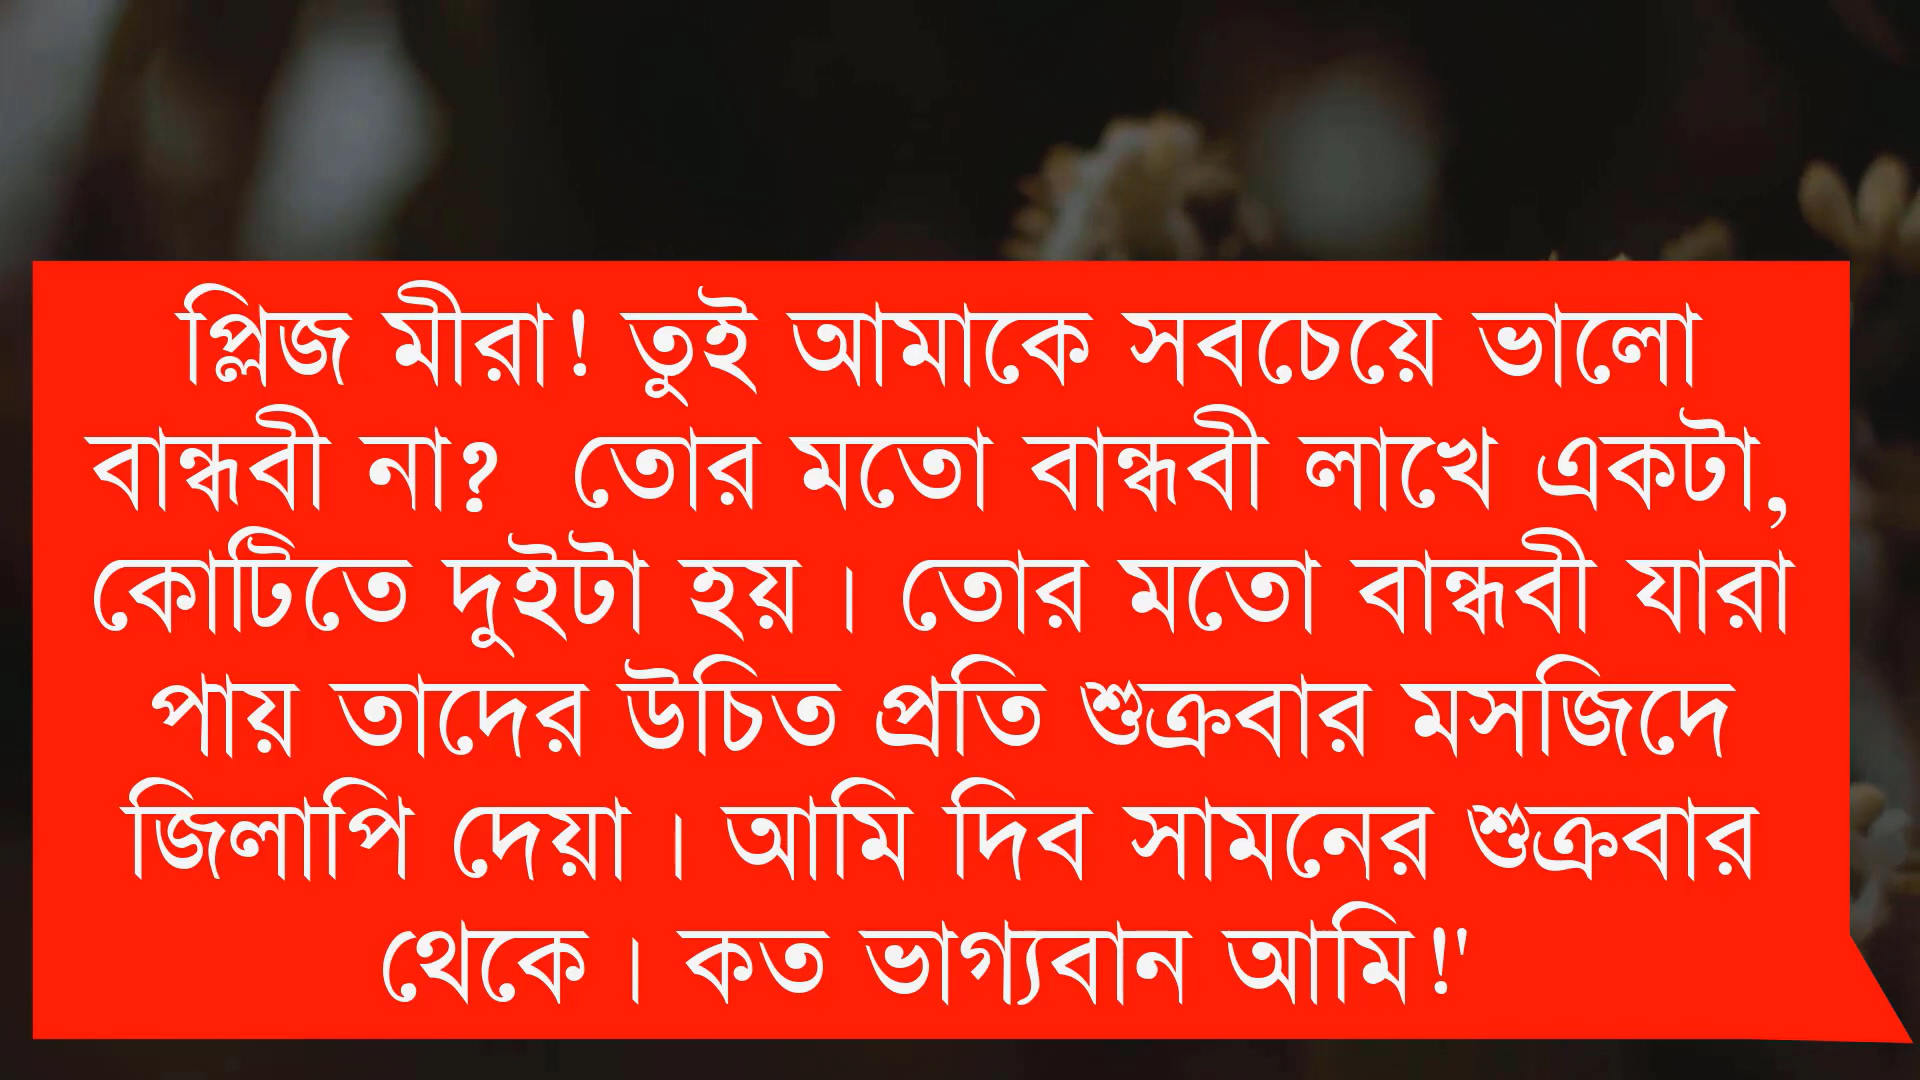 প্লিজ মীরা! তুই আমাকে সবচেয়ে ভালো
বান্ধবী না?  তোর মতো বান্ধবী লাখে একটা,
কোটিতে দুইটা হয়। তোর মতো বান্ধবী যারা
পায় তাদের উচিত প্রতি শুক্রবার মসজিদে
জিলাপি দেয়া। আমি দিব সামনের শুক্রবার
থেকে। কত ভাগ্যবান আমি!"